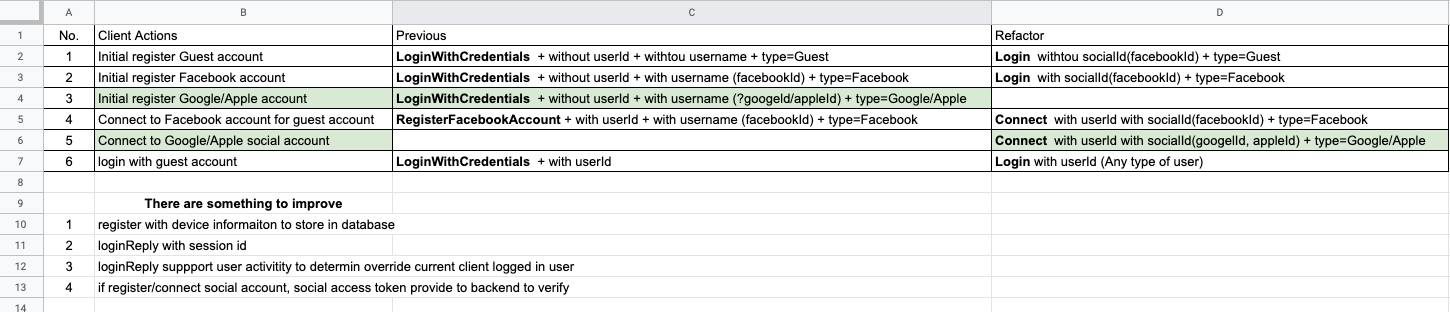 A B C D
1 No. Client Actions Previous Refactor
2 1 Initial register Guest account LoginWithCredentials + without userId + withtou username + type=Guest Login withtou socialId(facebookId) + type=Guest
3 2 Initial register Facebook account LoginWithCredentials + without userId + with username (facebookId) + type=Facebook Login with socialId(facebookId) + type=Facebook
4 3 Initial register Google/Apple account LoginWithCredentials + without userId + with username (?googeId/appleId) + type=Google/Apple
5 4 Connect to Facebook account for guest account RegisterFacebookAccount + with userId + with username (facebookId) + type=Facebook Connect with userId with socialId(facebookId) + type=Facebook
6 5 Connect to Google/Apple social account Connect with userId with socialId(googelId, appleId) + type=Google/Apple
7 6 login with guest account LoginWithCredentials + with userId Login with userId (Any type of user)
8
9 There are something to improve
10 1 register with device informaiton to store in database
11 2 loginReply with session id
12 3 loginReply suppport user activitity to determin override current client logged in user
13 4 if register/connect social account, social access token provide to backend to verify
14